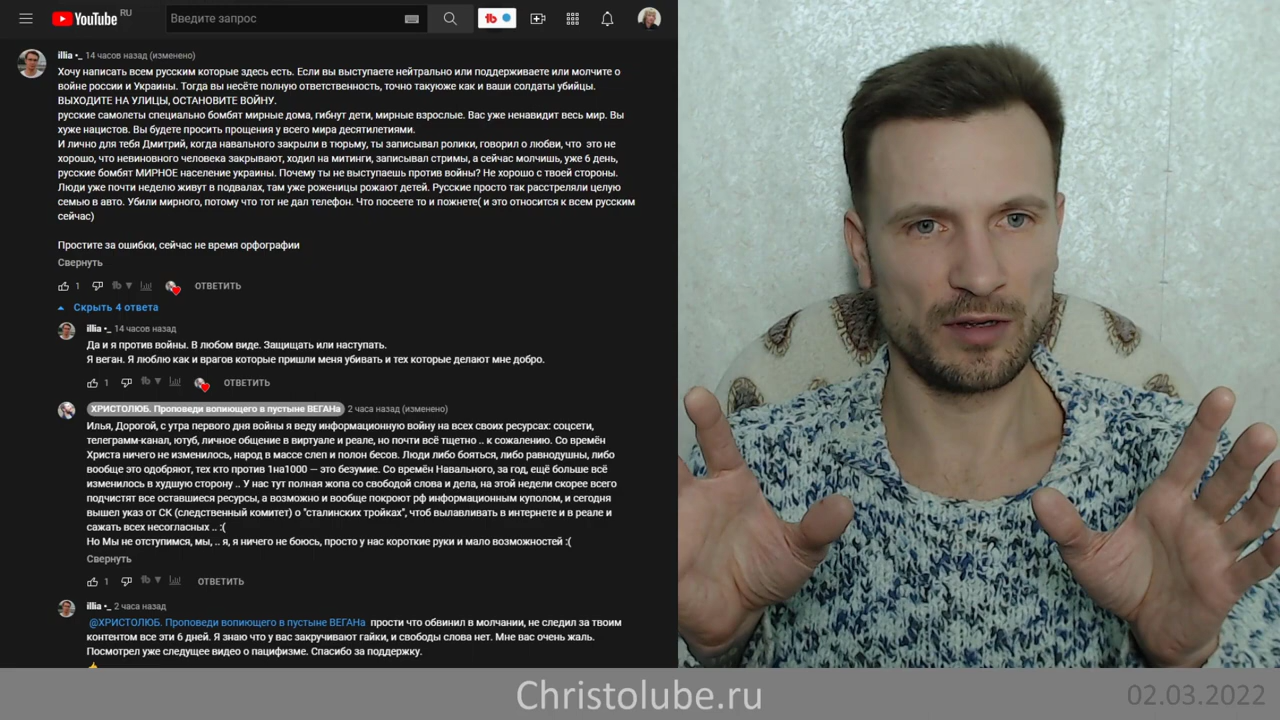 YouTube RU
Введите запрос
tb
illia •_ 14 часов назад (изменено)
Хочу написать всем русским которые здесь есть. Если вы выступаете нейтрально или поддерживаете или молчите о
войне россии и Украины. Тогда вы несёте полную ответственность, точно такуюже как и ваши солдаты убийцы.
ВЫХОДИТЕ НА УЛИЦЫ, ОСТАНОВИТЕ ВОЙНУ.
русские самолеты специально бомбят мирные дома, гибнут дети, мирные взрослые. Вас уже ненавидит весь мир. Вы
хуже нацистов. Вы будете просить прощения у всего мира десятилетиями.
И лично для тебя Дмитрий, когда навального закрыли в тюрьму, ты записывал ролики, говорил о любви, что это не
хорошо, что невиновного человека закрывают, ходил на митинги, записывал стримы, а сейчас молчишь, уже 6 день,
русские бомбят МИРНОЕ население украины. Почему ты не выступаешь против войны? Не хорошо с твоей стороны.
Люди уже почти неделю живут в подвалах, там уже роженицы рожают детей. Русские просто так расстреляли целую
семью в авто. Убили мирного, потому что тот не дал телефон. Что посеете то и пожнете( и это относится к всем русским
сейчас)
Простите за ошибки, сейчас не время орфографии
Свернуть
1 tb ОТВЕТИТЬ
Скрыть 4 ответа
illia •_ 14 часов назад
Да и я против войны. В любом виде. Защищать или наступать.
Я веган. Я люблю как и врагов которые пришли меня убивать и тех которые делают мне добро.
1 tb ОТВЕТИТЬ
ХРИСТОЛЮБ. Проповеди вопиющего в пустыне ВЕГАНа 2 часа назад (изменено)
Илья, Дорогой, с утра первого дня войны я веду информационную войну на всех своих ресурсах: соцсети,
телеграмм-канал, ютуб, личное общение в виртуале и реале, но почти всё тщетно .. к сожалению. Со времён
Христа ничего не изменилось, народ в массе слеп и полон бесов. Люди либо бояться, либо равнодушны, либо
вообще это одобряют, тех кто против 1на1000 — это безумие. Со времён Навального, за год, ещё больше всё
изменилось в худшую сторону .. У нас тут полная жопа со свободой слова и дела, на этой недели скорее всего
подчистят все оставшиеся ресурсы, а возможно и вообще покроют рф информационным куполом, и сегодня
вышел указ от СК (следственный комитет) о "сталинских тройках", чтоб вылавливать в интернете и в реале и
сажать всех несогласных .. :(
Но Мы не отступимся, мы, .. я, я ничего не боюсь, просто у нас короткие руки и мало возможностей :(
Свернуть
1 tb ОТВЕТИТЬ
illia •_ 2 часа назад
@ХРИСТОЛЮБ. Проповеди вопиющего в пустыне ВЕГАНа прости что обвинил в молчании, не следил за твоим
контентом все эти 6 дней. Я знаю что у вас закручивают гайки, и свободы слова нет. Мне вас очень жаль.
Посмотрел уже следущее видео о пацифизме. Спасибо за поддержку.
Christolube.ru
02.03.2022